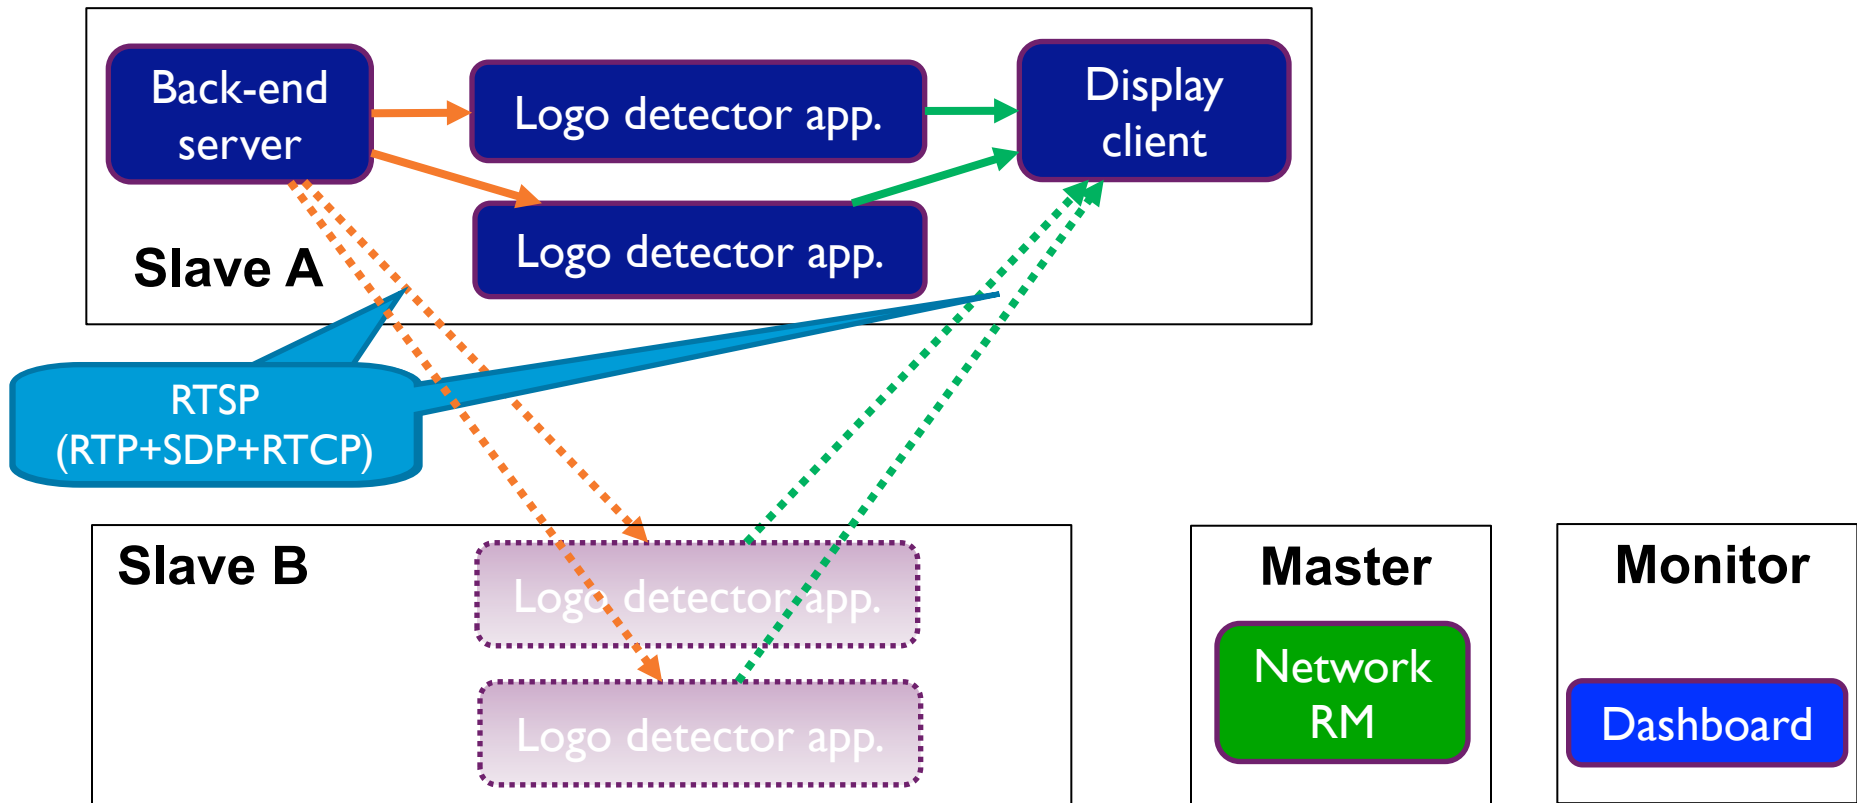 Back-end
server
Logo detector app.
Display
client
Logo detector app.
Slave A
RTSP
(RTP+SDP+RTCP)
Slave B
Logo detector app.
Logo detector app.
Master
Network
RM
Monitor
Dashboard